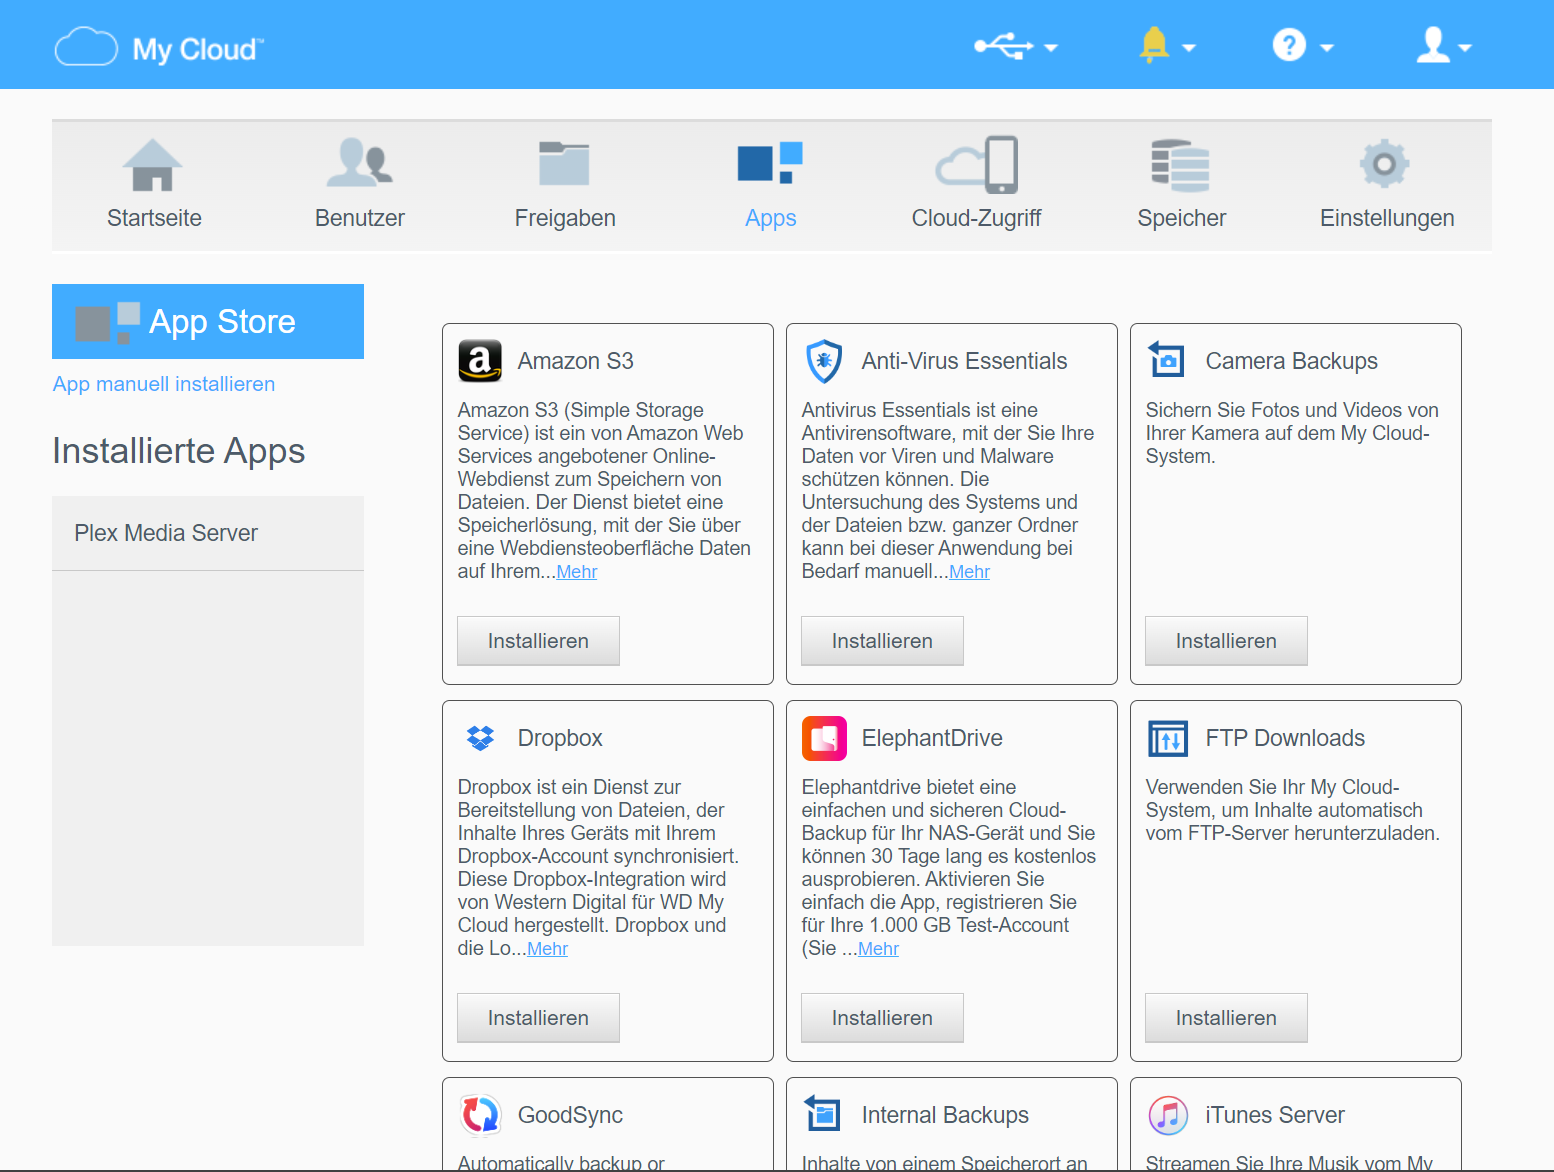 My Cloud™
Startseite
Benutzer
Freigaben
Apps
Cloud-Zugriff
Speicher
Einstellungen
App Store
App manuell installieren
Installierte Apps
Plex Media Server
Amazon S3
Amazon S3 (Simple Storage
Service) ist ein von Amazon Web
Services angebotener Online-
Webdienst zum Speichern von
Dateien. Der Dienst bietet eine
Speicherlösung, mit der Sie über
eine Webdiensteoberfläche Daten
auf Ihrem...Mehr
Installieren
Anti-Virus Essentials
Antivirus Essentials ist eine
Antivirensoftware, mit der Sie Ihre
Daten vor Viren und Malware
schützen können. Die
Untersuchung des Systems und
der Dateien bzw. ganzer Ordner
kann bei dieser Anwendung bei
Bedarf manuell...Mehr
Installieren
Camera Backups
Sichern Sie Fotos und Videos von
Ihrer Kamera auf dem My Cloud-
System.
Installieren
Dropbox
Dropbox ist ein Dienst zur
Bereitstellung von Dateien, der
Inhalte Ihres Geräts mit Ihrem
Dropbox-Account synchronisiert.
Diese Dropbox-Integration wird
von Western Digital für WD My
Cloud hergestellt. Dropbox und
die Lo...Mehr
Installieren
ElephantDrive
Elephantdrive bietet eine
einfachen und sicheren Cloud-
Backup für Ihr NAS-Gerät und Sie
können 30 Tage lang es kostenlos
ausprobieren. Aktivieren Sie
einfach die App, registrieren Sie
für Ihre 1.000 GB Test-Account
(Sie ...Mehr
Installieren
FTP Downloads
Verwenden Sie Ihr My Cloud-
System, um Inhalte automatisch
vom FTP-Server herunterzuladen.
Installieren
GoodSync
Automatically backup or
Internal Backups
Inhalte von einem Speicherort an
iTunes Server
Streamen Sie Ihre Musik vom My